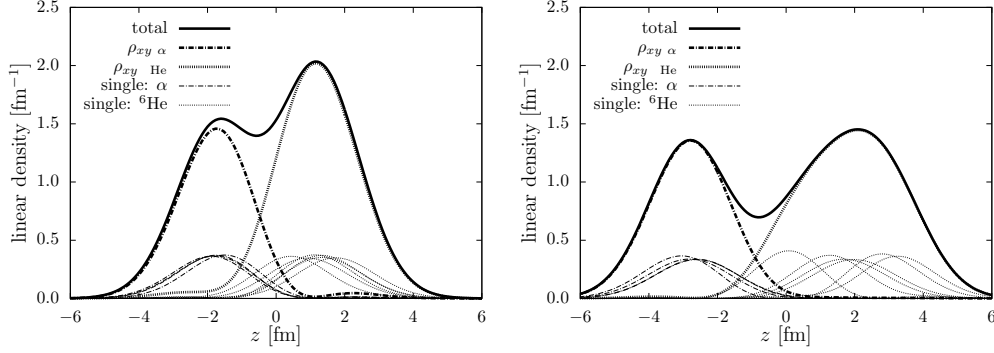 linear density [fm⁻¹]
2.5
2.0
1.5
1.0
0.5
0.0
total
ρxy α
ρxy He
single: α
single: ⁶He
−6 −4 −2 0 2 4 6
z [fm]
linear density [fm⁻¹]
2.5
2.0
1.5
1.0
0.5
0.0
total
ρxy α
ρxy He
single: α
single: ⁶He
−6 −4 −2 0 2 4 6
z [fm]